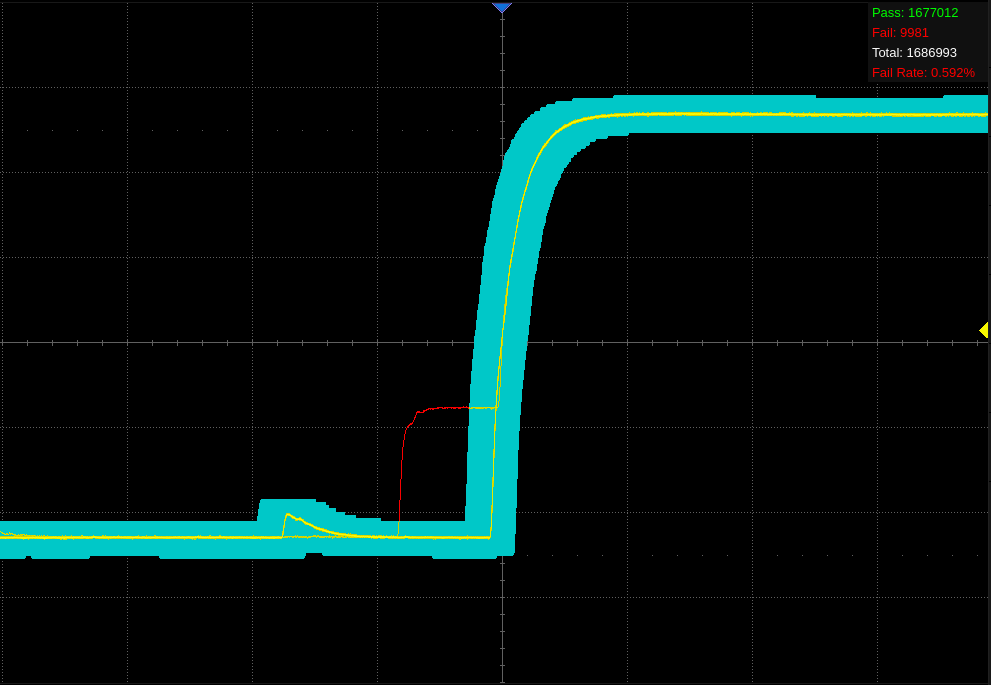 Pass: 1677012
Fail: 9981
Total: 1686993
Fail Rate: 0.592%